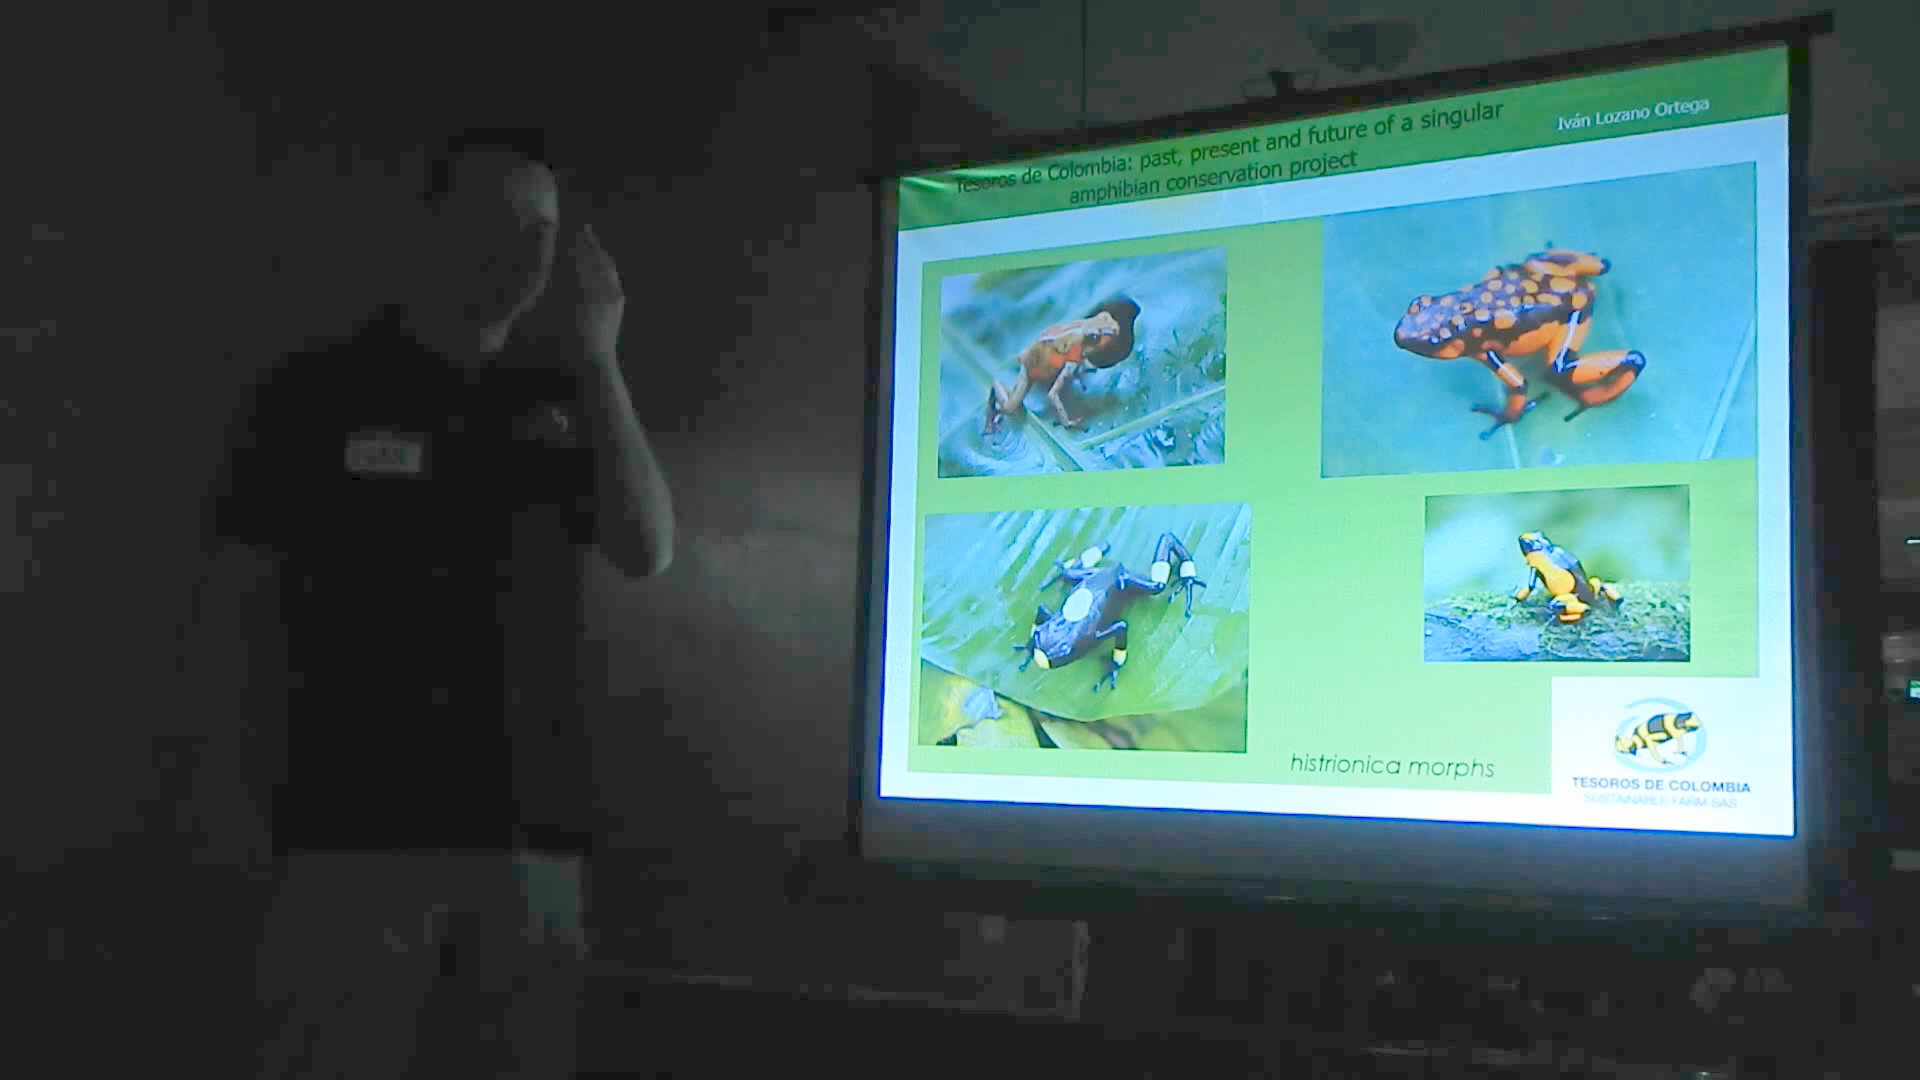 Tesoros de Colombia: past, present and future of a singular
amphibian conservation project
Iván Lozano Ortega
histrionica morphs
TESOROS DE COLOMBIA
SUSTAINABLE FARM SAS